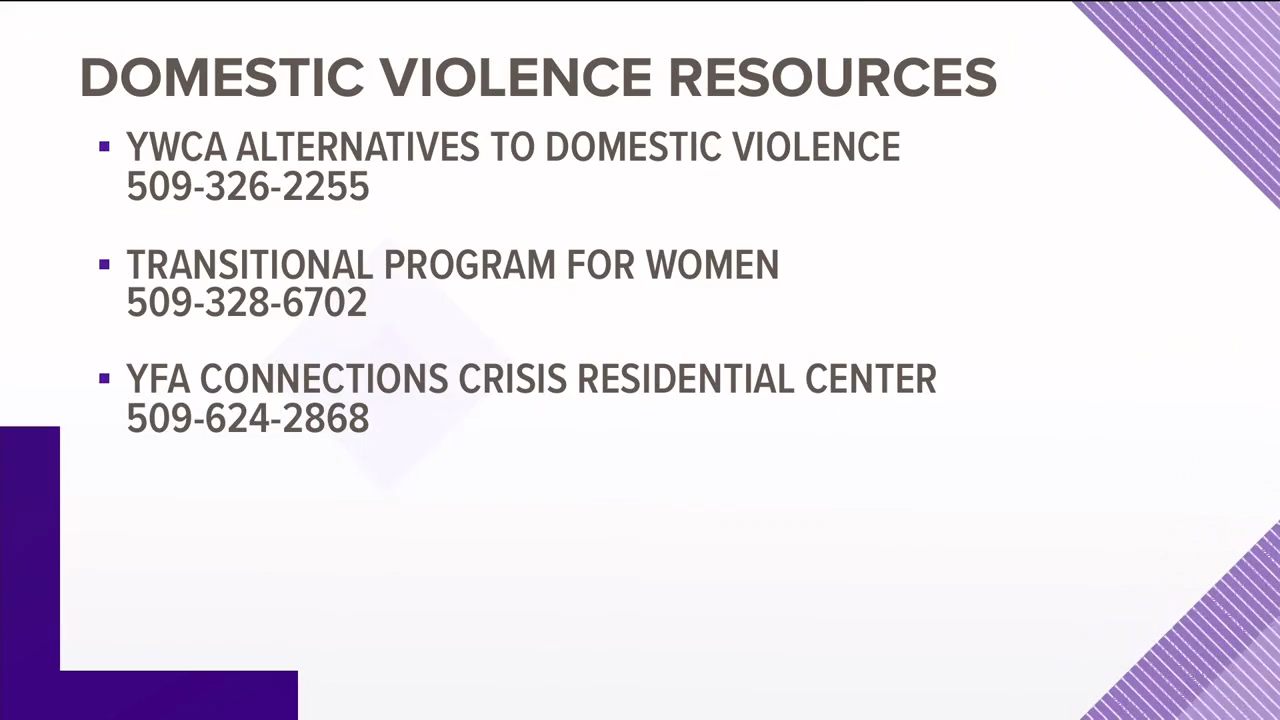 DOMESTIC VIOLENCE RESOURCES
▪ YWCA ALTERNATIVES TO DOMESTIC VIOLENCE
509-326-2255
▪ TRANSITIONAL PROGRAM FOR WOMEN
509-328-6702
▪ YFA CONNECTIONS CRISIS RESIDENTIAL CENTER
509-624-2868